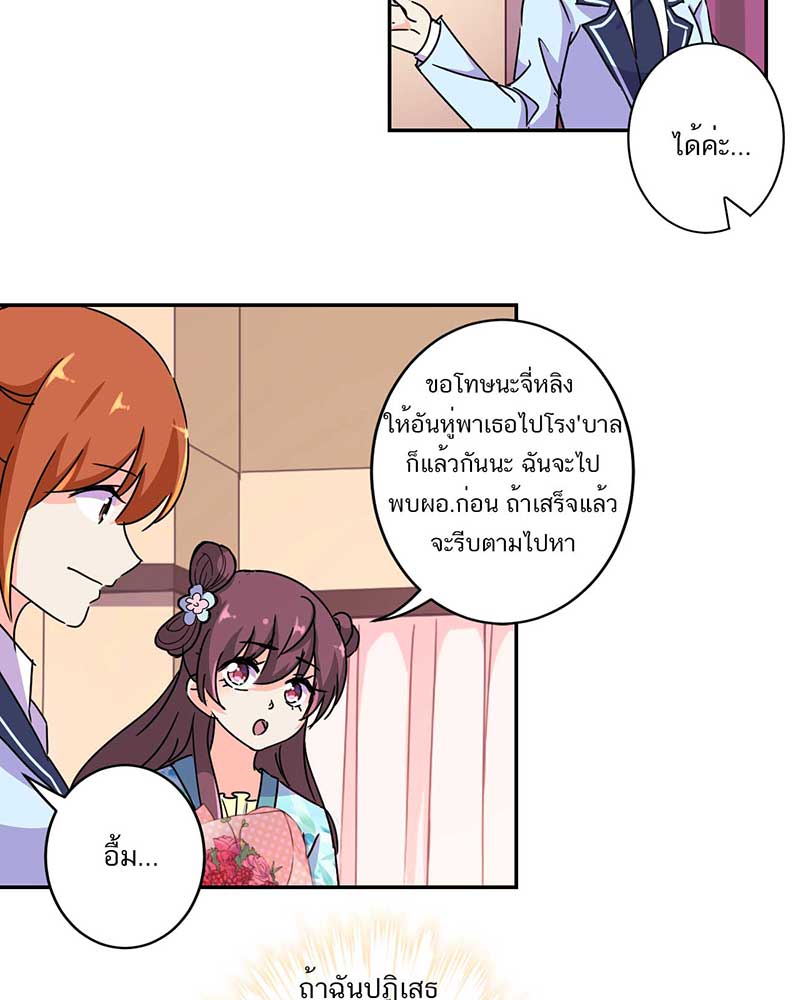 ได้ค่ะ...
ขอโทษนะจี่หลิง
ให้อันหู่พาเธอไปโรง'บาล
ก็แล้วกันนะ ฉันจะไป
พบผอ.ก่อน ถ้าเสร็จแล้ว
จะรีบตามไปหา
อื้ม...
ถ้าฉันปฏิเสธ